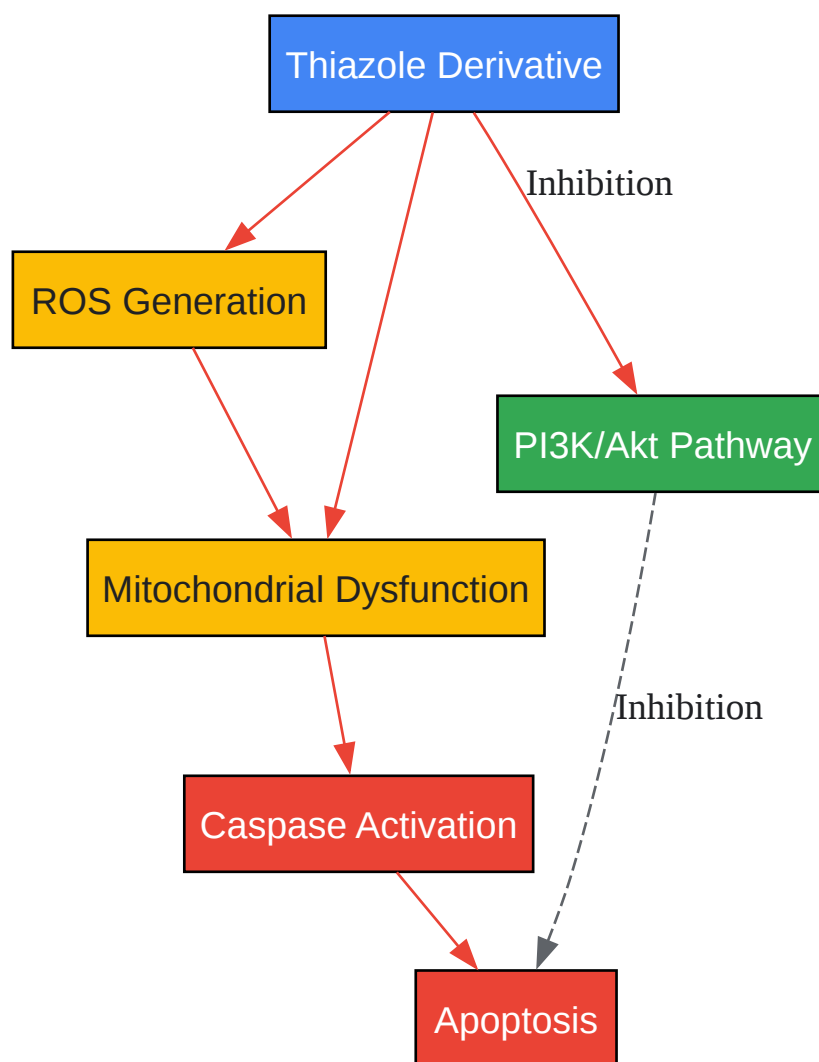 Thiazole Derivative
Inhibition
ROS Generation
PI3K/Akt Pathway
Mitochondrial Dysfunction
Inhibition
Caspase Activation
Apoptosis